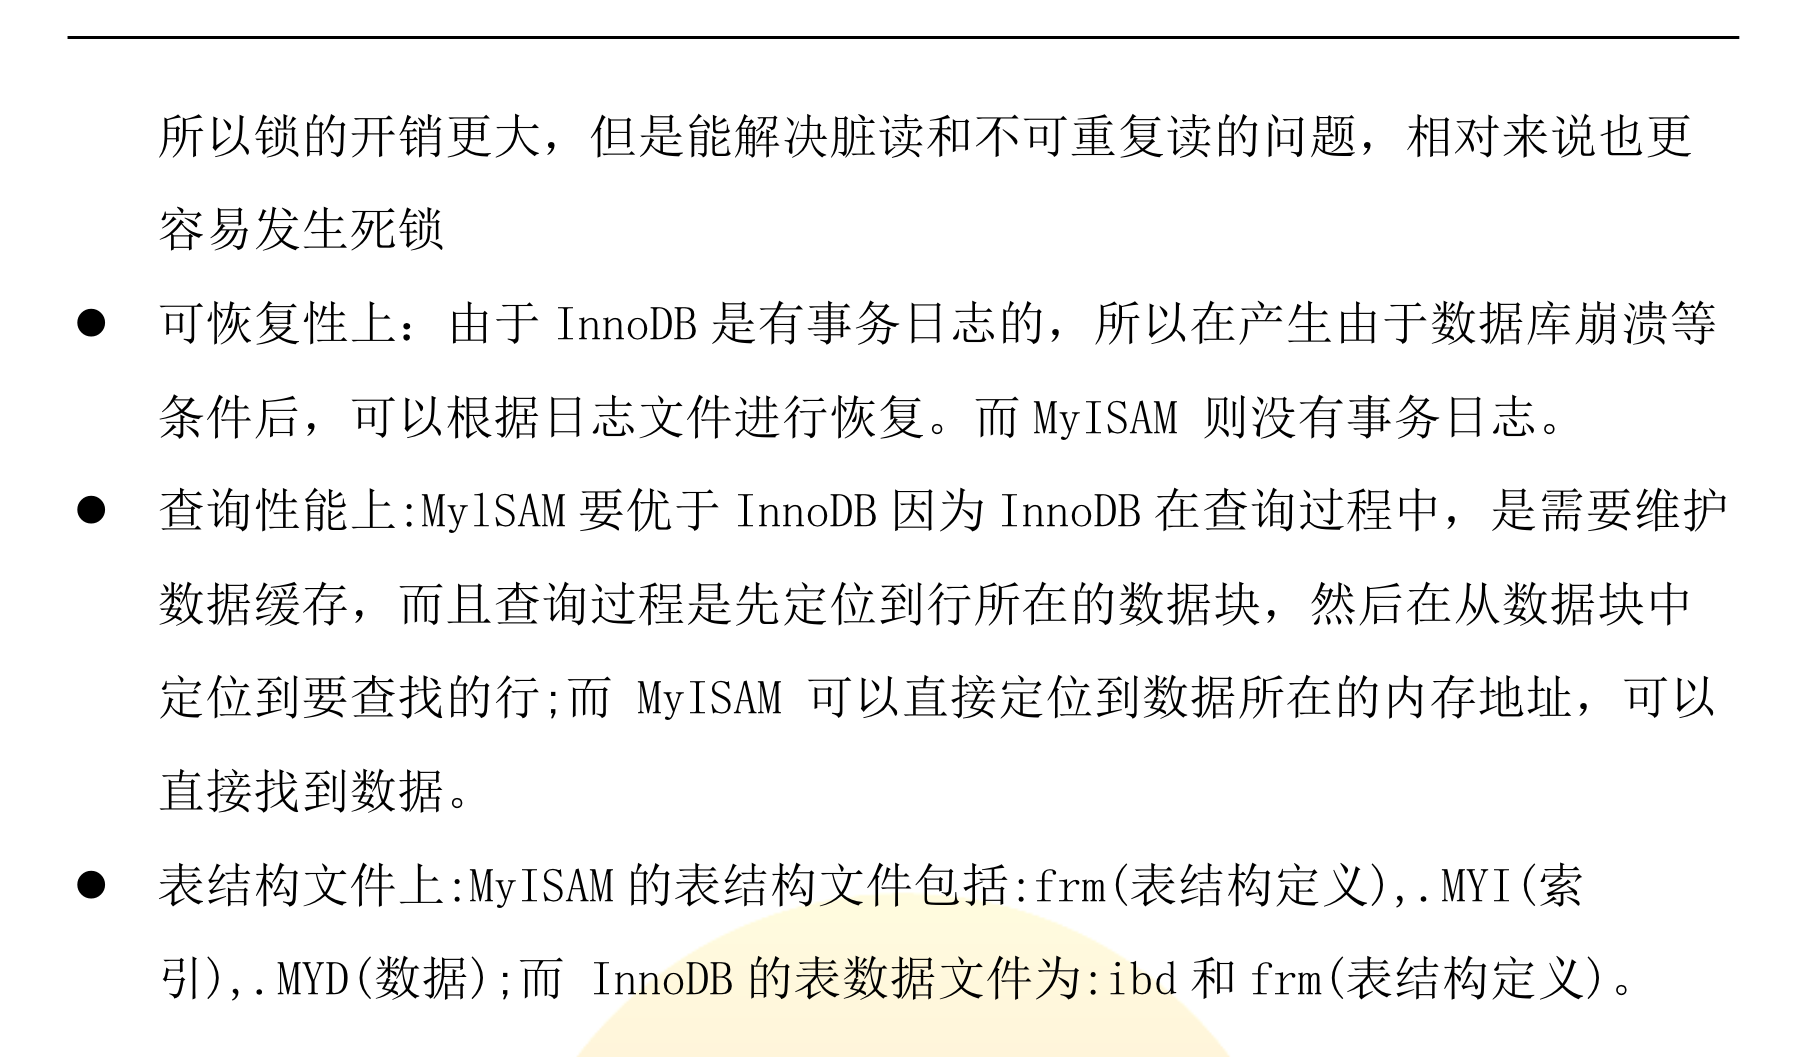 所以锁的开销更大，但是能解决脏读和不可重复读的问题，相对来说也更
容易发生死锁
● 可恢复性上：由于 InnoDB 是有事务日志的，所以在产生由于数据库崩溃等
条件后，可以根据日志文件进行恢复。而 MyISAM 则没有事务日志。
● 查询性能上:MylSAM 要优于 InnoDB 因为 InnoDB 在查询过程中，是需要维护
数据缓存，而且查询过程是先定位到行所在的数据块，然后在从数据块中
定位到要查找的行;而 MyISAM 可以直接定位到数据所在的内存地址，可以
直接找到数据。
● 表结构文件上:MyISAM 的表结构文件包括:frm(表结构定义),.MYI(索
引),.MYD(数据);而 InnoDB 的表数据文件为:ibd 和 frm(表结构定义)。